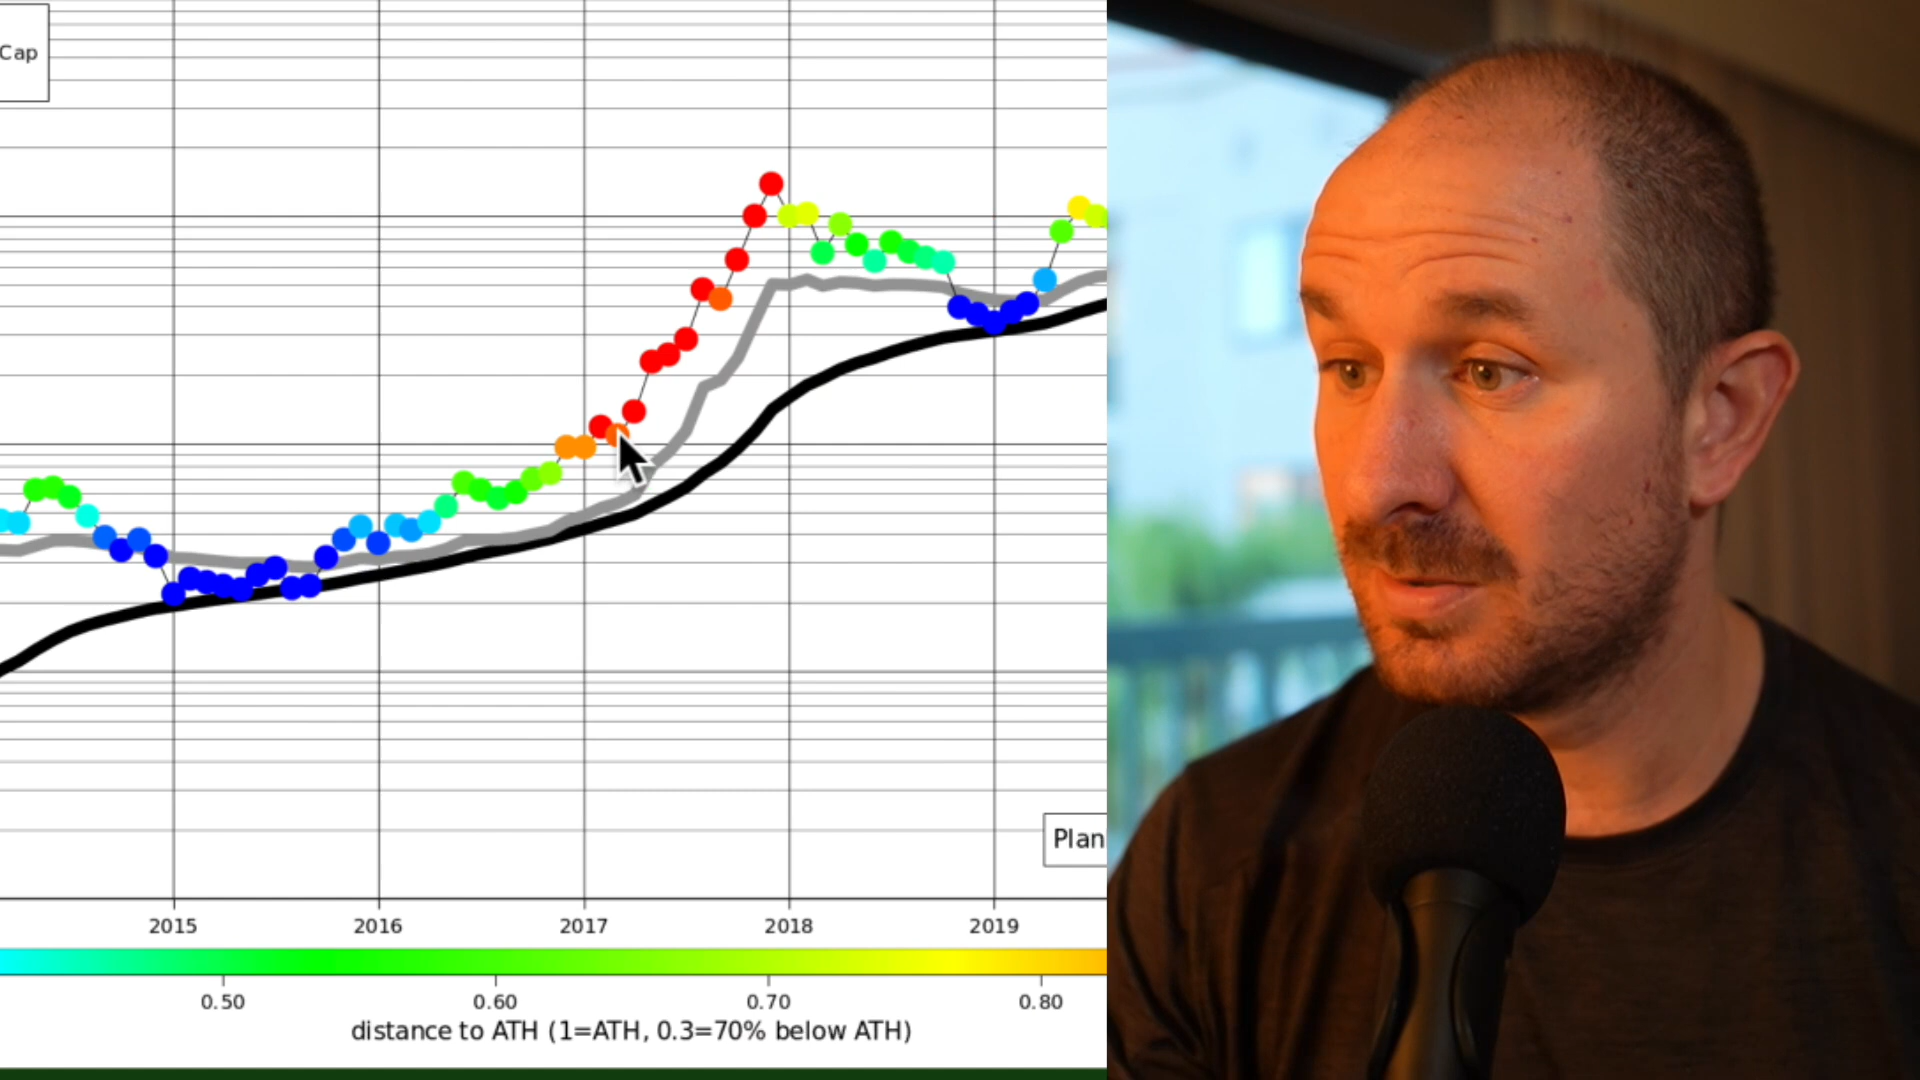 Cap
Plan
2015 2016 2017 2018 2019
0.50 0.60 0.70 0.80
distance to ATH (1=ATH, 0.3=70% below ATH)